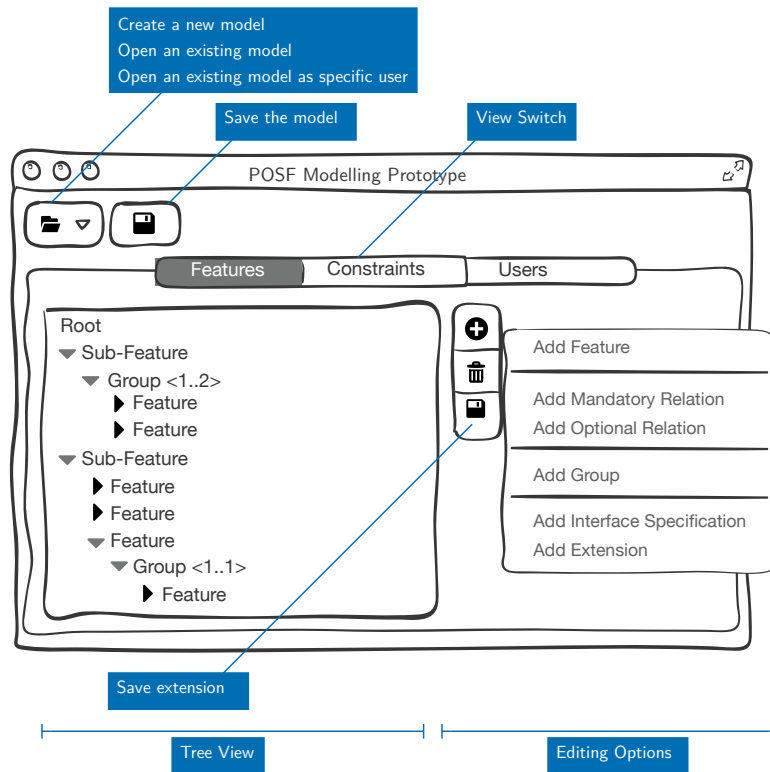 Create a new model
Open an existing model
Open an existing model as specific user
Save the model
View Switch
POSF Modelling Prototype
Features
Constraints
Users
Root
Sub-Feature
Group <1..2>
Feature
Feature
Sub-Feature
Feature
Feature
Feature
Group <1..1>
Feature
Add Feature
Add Mandatory Relation
Add Optional Relation
Add Group
Add Interface Specification
Add Extension
Save extension
Tree View
Editing Options